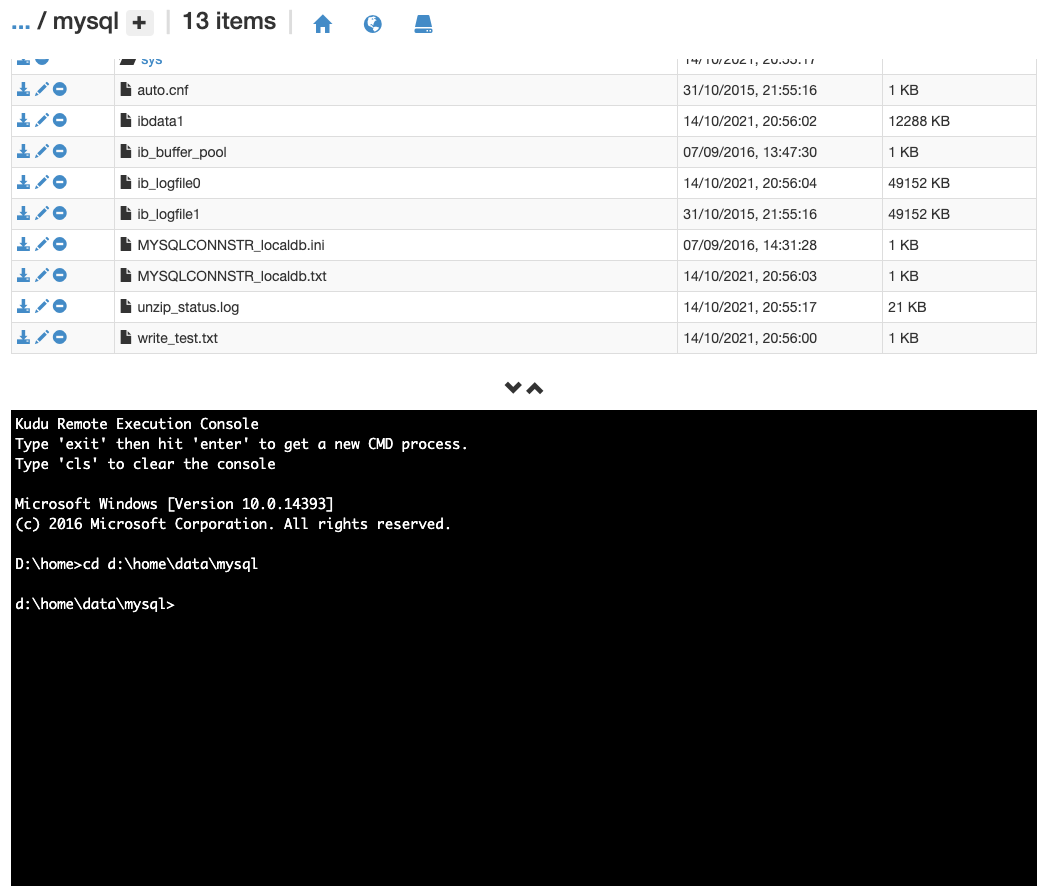 ... / mysql + | 13 items |
sys 14/10/2021, 20:55:17
auto.cnf 31/10/2015, 21:55:16 1 KB
ibdata1 14/10/2021, 20:56:02 12288 KB
ib_buffer_pool 07/09/2016, 13:47:30 1 KB
ib_logfile0 14/10/2021, 20:56:04 49152 KB
ib_logfile1 31/10/2015, 21:55:16 49152 KB
MYSQLCONNSTR_localdb.ini 07/09/2016, 14:31:28 1 KB
MYSQLCONNSTR_localdb.txt 14/10/2021, 20:56:03 1 KB
unzip_status.log 14/10/2021, 20:55:17 21 KB
write_test.txt 14/10/2021, 20:56:00 1 KB
Kudu Remote Execution Console
Type 'exit' then hit 'enter' to get a new CMD process.
Type 'cls' to clear the console
Microsoft Windows [Version 10.0.14393]
(c) 2016 Microsoft Corporation. All rights reserved.
D:\home>cd d:\home\data\mysql
d:\home\data\mysql>